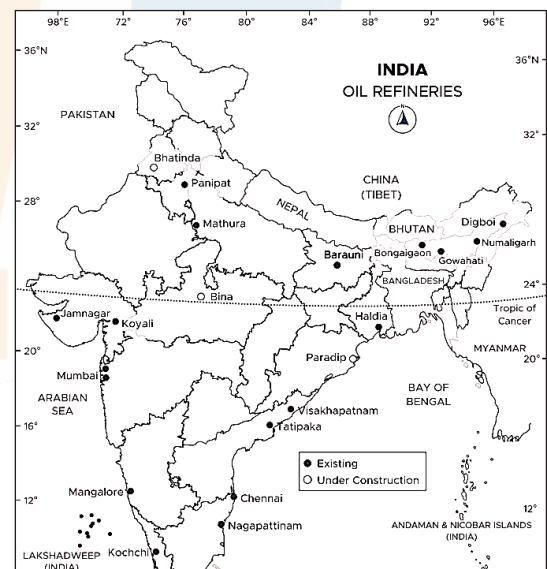 98°E 72° 76° 80° 84° 88° 92° 96°E
36°N
36°N
INDIA
OIL REFINERIES
N
PAKISTAN
32°
32°
Bhatinda
Panipat
CHINA
(TIBET)
28°
NEPAL
Mathura
BHUTAN
Digboi
Numaligarh
Barauni
Bongaigaon
Gowahati
BANGLADESH
24°
Bina
Jamnagar
Koyali
Haldia
Tropic of
Cancer
20°
Paradip
MYANMAR
20°
Mumbai
ARABIAN
SEA
BAY OF
BENGAL
Visakhapatnam
16°
Tatipaka
Existing
Under Construction
Mangalore
Chennai
12°
12°
Nagapattinam
ANDAMAN & NICOBAR ISLANDS
(INDIA)
LAKSHADWEEP
(INDIA)
Kochchi